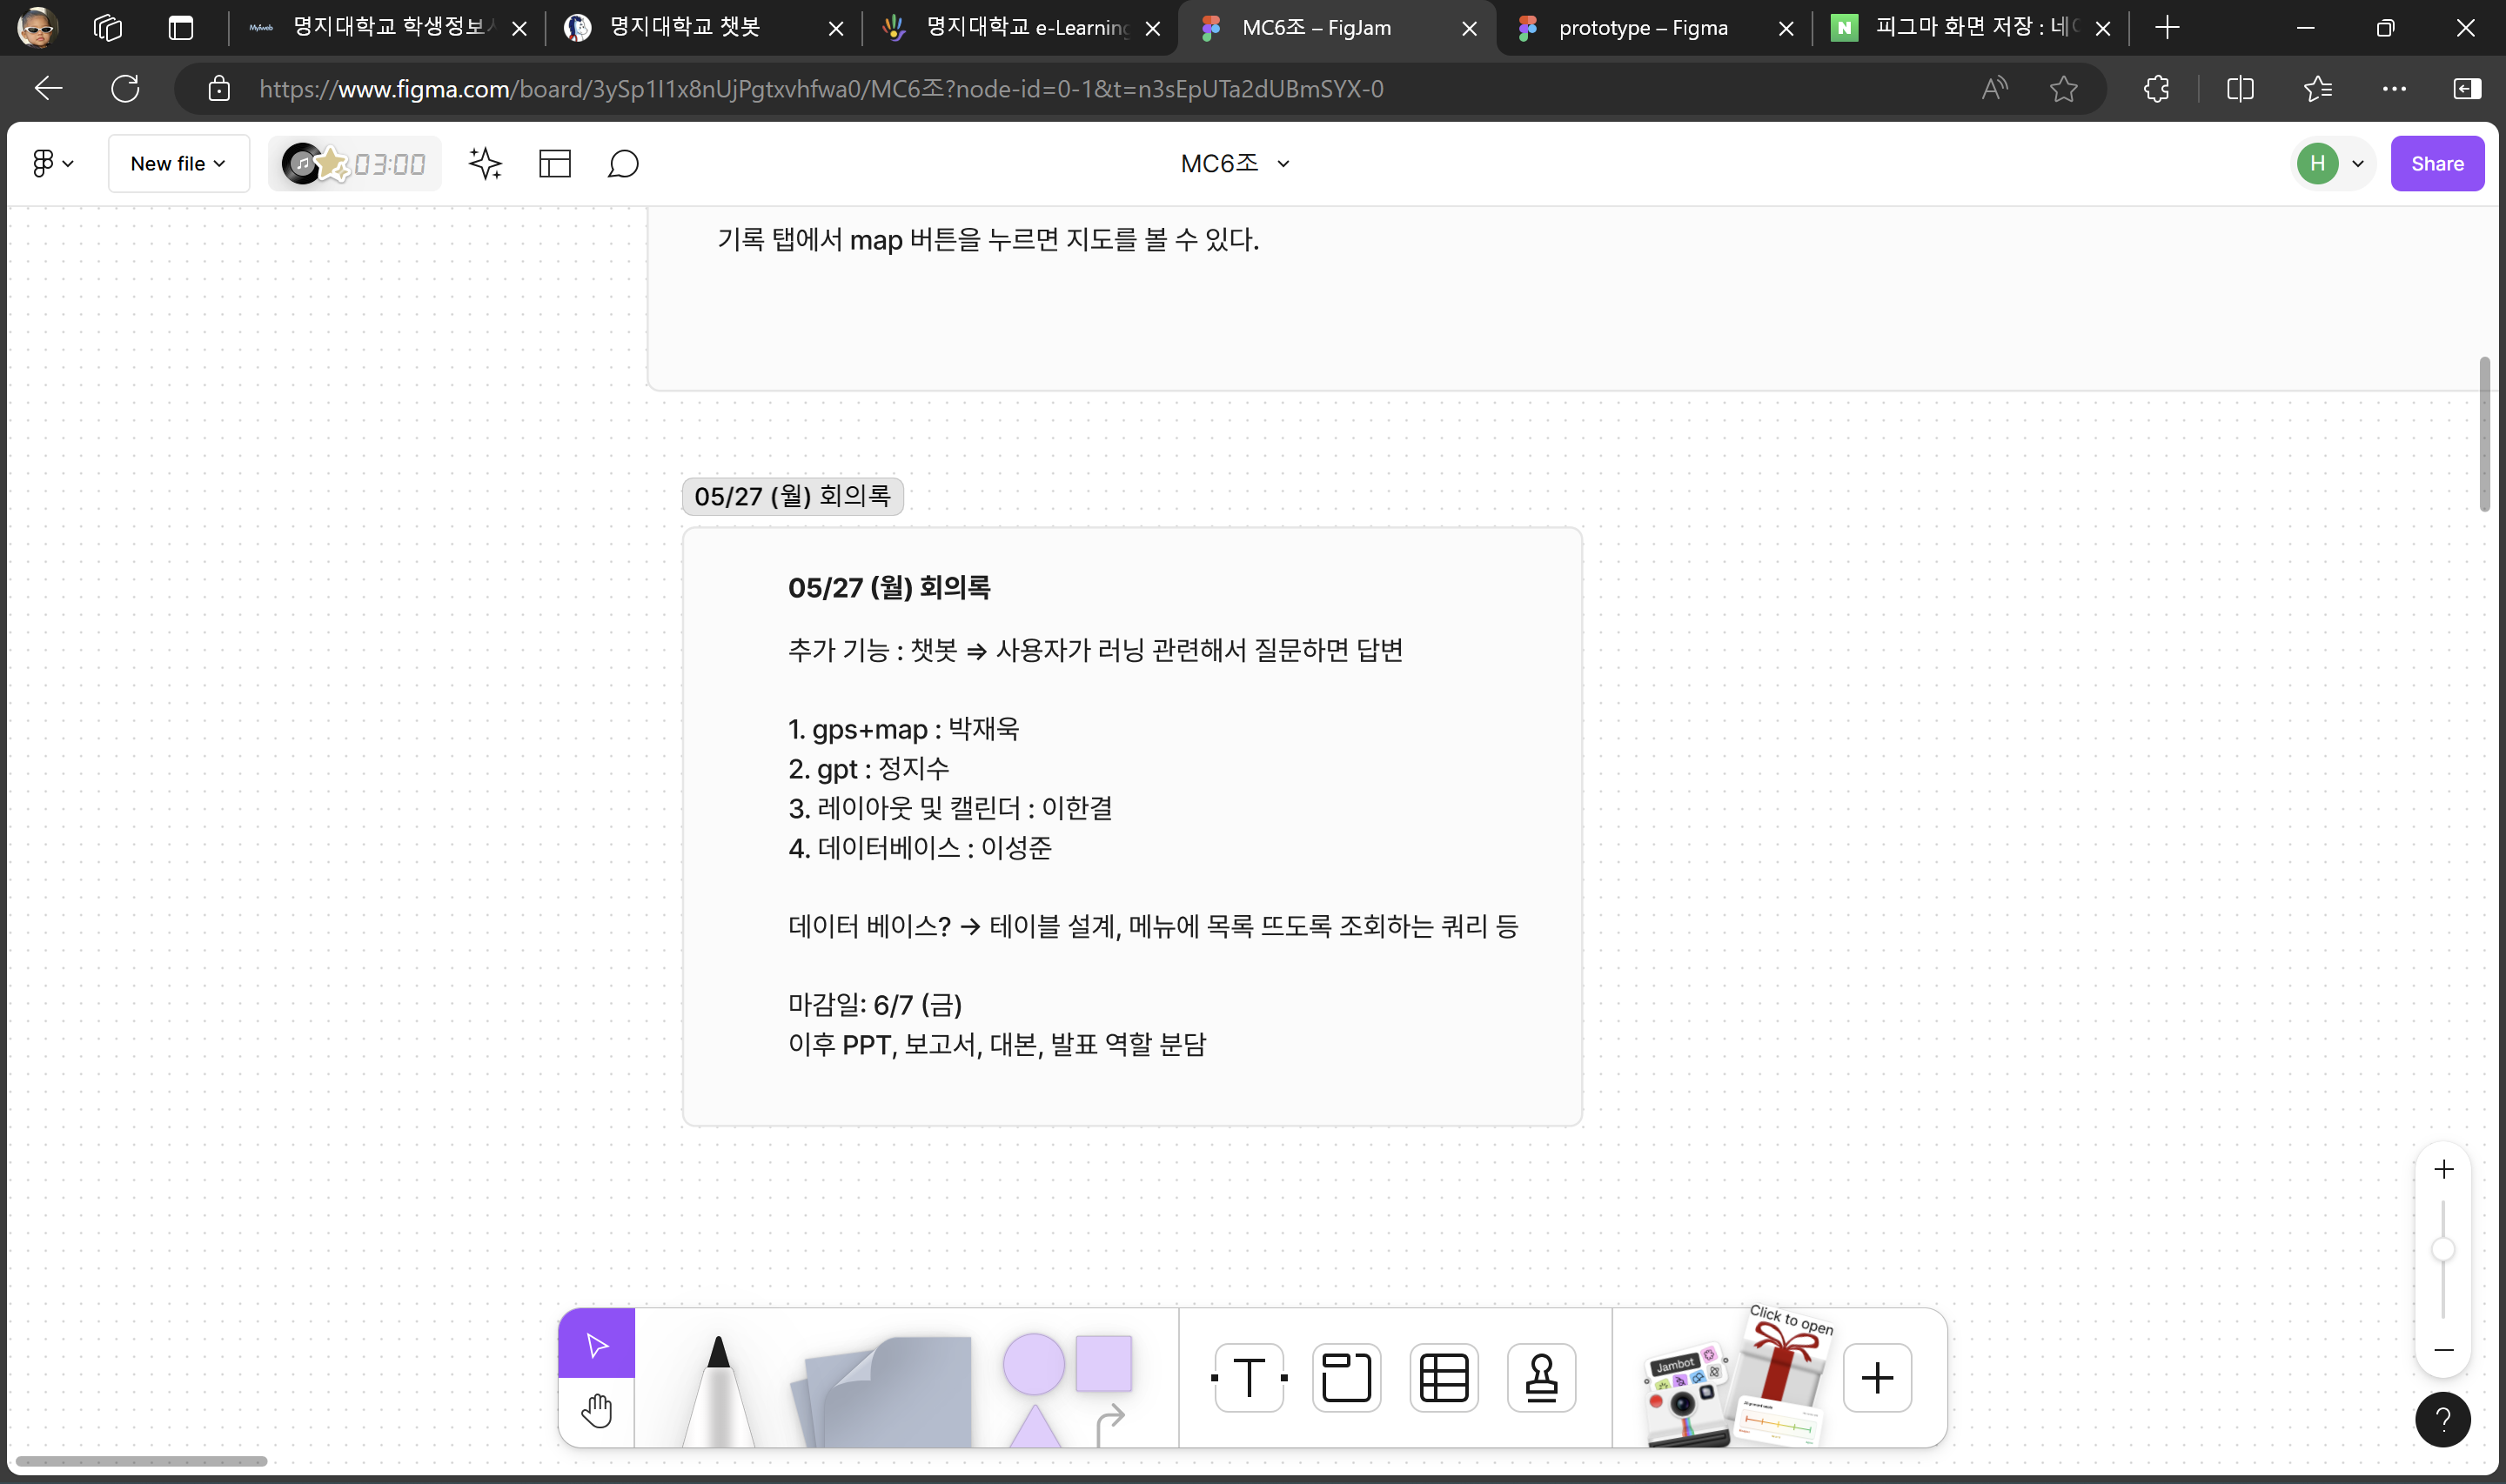 명지대학교 학생정보
명지대학교 챗봇
명지대학교 e-Learning
MC6조 – FigJam
prototype – Figma
피그마 화면 저장 : 네
https://www.figma.com/board/3ySp1I1x8nUjPgtxvhfwa0/MC6조?node-id=0-1&t=n3sEpUTa2dUBmSYX-0
New file
03:00
MC6조
H
Share
기록 탭에서 map 버튼을 누르면 지도를 볼 수 있다.
05/27 (월) 회의록
05/27 (월) 회의록
추가 기능 : 챗봇 ⇒ 사용자가 러닝 관련해서 질문하면 답변
1. gps+map : 박재욱
2. gpt : 정지수
3. 레이아웃 및 캘린더 : 이한결
4. 데이터베이스 : 이성준
데이터 베이스? → 테이블 설계, 메뉴에 목록 뜨도록 조회하는 쿼리 등
마감일: 6/7 (금)
이후 PPT, 보고서, 대본, 발표 역할 분담
Click to open
Jambot
T
?